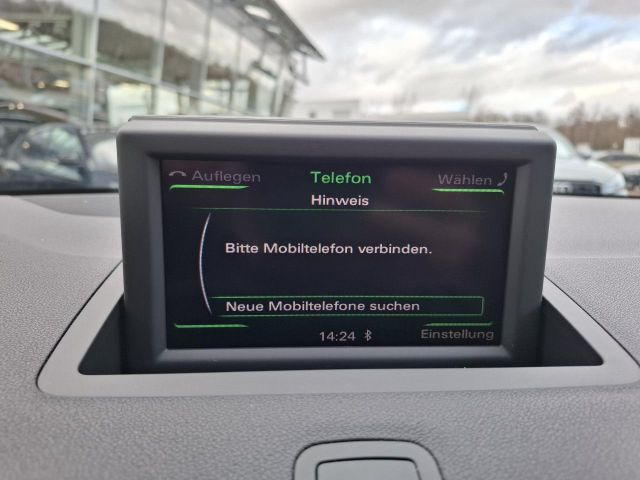 Auflegen
Telefon
Wählen
Hinweis
Bitte Mobiltelefon verbinden.
Neue Mobiltelefone suchen
14:24
Einstellung